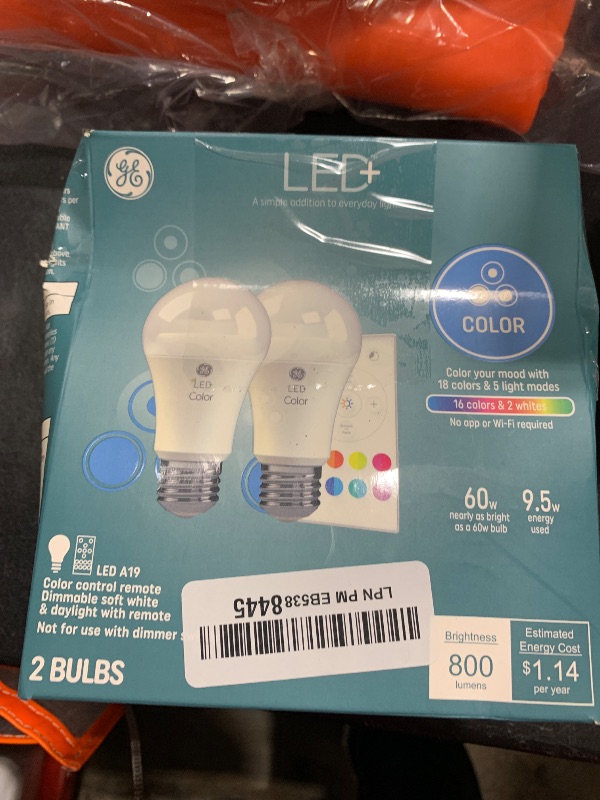 GE
LED+
A simple addition to everyday
COLOR
Color your mood with
18 colors & 5 light modes
16 colors & 2 whites
No app or Wi-Fi required
GE
LED
Color
GE
LED
Color
60w
nearly as bright
as a 60w bulb
9.5w
energy
used
LED A19
Color control remote
Dimmable soft white
& daylight with remote
Not for use with dimmer
2 BULBS
LPN PM EB5388445
Brightness
800
lumens
Estimated
Energy Cost
$1.14
per year